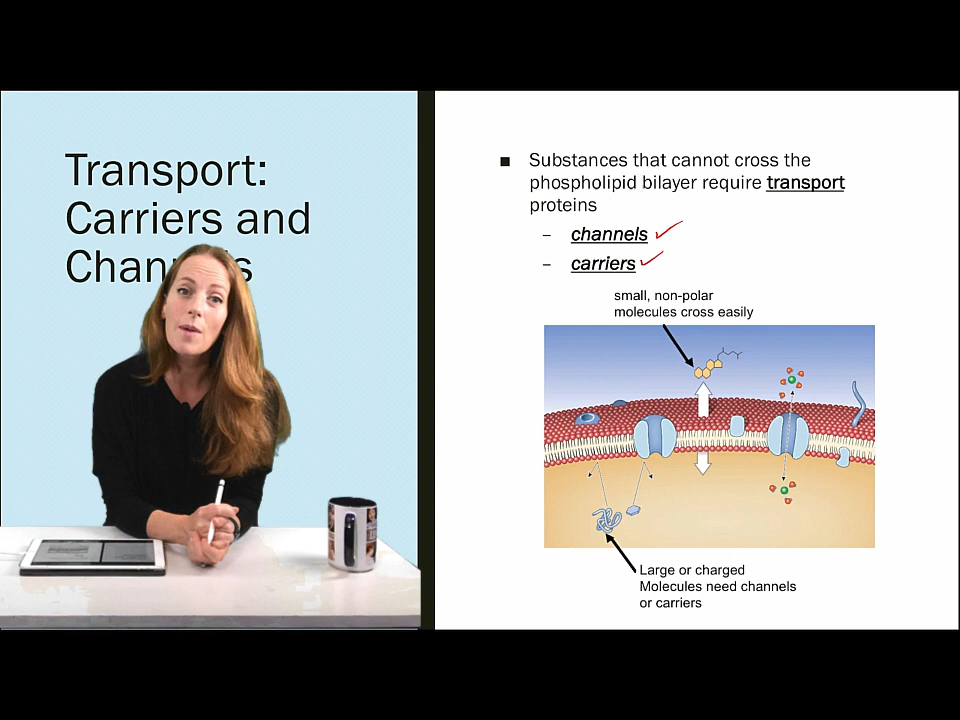 Transport:
Carriers and
Channels
■ Substances that cannot cross the
phospholipid bilayer require transport
proteins
– channels
– carriers
small, non-polar
molecules cross easily
Large or charged
Molecules need channels
or carriers